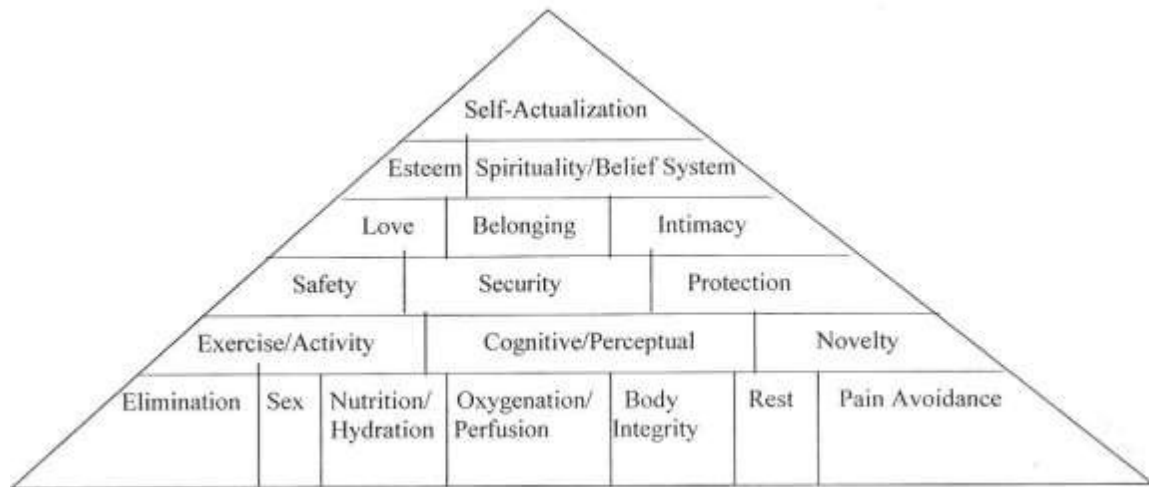 Self-Actualization
Esteem Spirituality/Belief System
Love Belonging Intimacy
Safety Security Protection
Exercise/Activity Cognitive/Perceptual Novelty
Elimination Sex Nutrition/ Oxygenation/ Body Rest Pain Avoidance
Hydration Perfusion Integrity